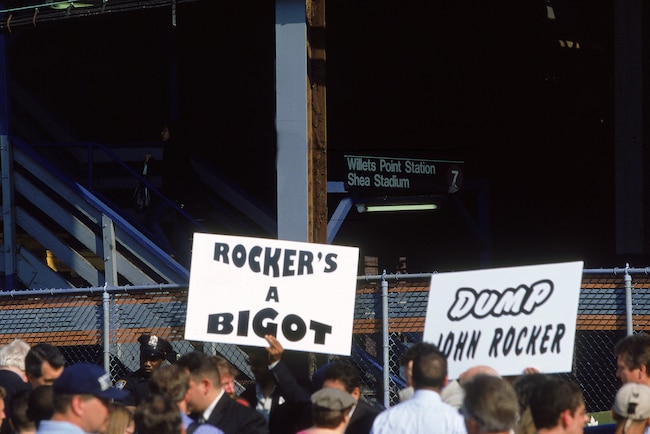 Willets Point Station
Shea Stadium
7
ROCKER'S
A
BIGOT
DUMP
JOHN ROCKER